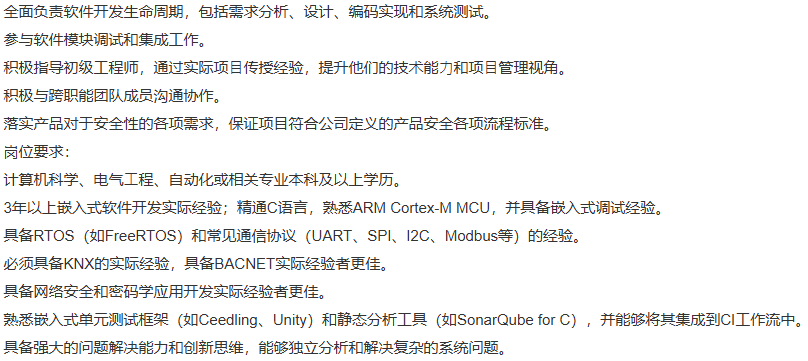 全面负责软件开发生命周期，包括需求分析、设计、编码实现和系统测试。
参与软件模块调试和集成工作。
积极指导初级工程师，通过实际项目传授经验，提升他们的技术能力和项目管理视角。
积极与跨职能团队成员沟通协作。
落实产品对于安全性的各项需求，保证项目符合公司定义的产品安全各项流程标准。
岗位要求：
计算机科学、电气工程、自动化或相关专业本科及以上学历。
3年以上嵌入式软件开发实际经验；精通C语言，熟悉ARM Cortex-M MCU，并具备嵌入式调试经验。
具备RTOS（如FreeRTOS）和常见通信协议（UART、SPI、I2C、Modbus等）的经验。
必须具备KNX的实际经验，具备BACNET实际经验者更佳。
具备网络安全和密码学应用开发实际经验者更佳。
熟悉嵌入式单元测试框架（如Ceedling、Unity）和静态分析工具（如SonarQube for C），并能够将其集成到CI工作流中。
具备强大的问题解决能力和创新思维，能够独立分析和解决复杂的系统问题。